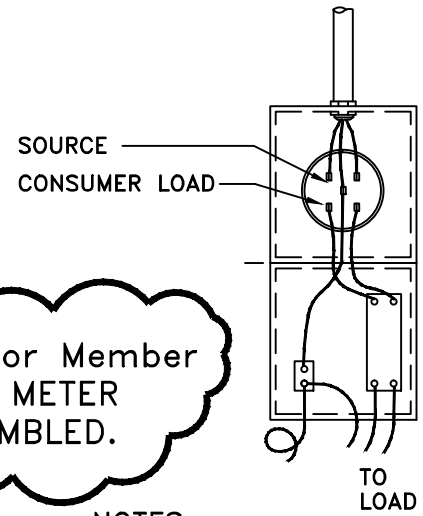 SOURCE
CONSUMER LOAD
or Member
METER
MBLED.
TO
LOAD
NOTES